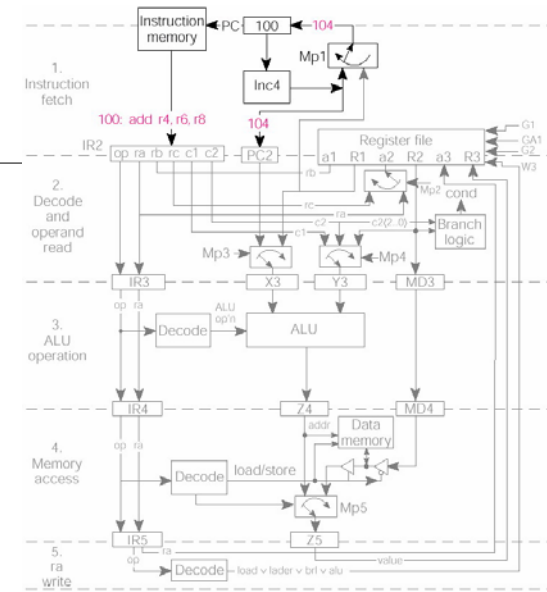 Instruction
memory
PC
100
104
Mp1
1.
Instruction
fetch
Inc4
100: add r4, r6, r8
104
G1
GA1
G2
W3
Register file
a1 R1 a2 R2 a3 R3
IR2
op ra rb rc c1 c2
PC2
rb
2.
Decode
and
operand
read
rc
Mp2
cond
ra
c2
c2(2..0)
Branch
logic
c1
Mp3
Mp4
IR3
X3
Y3
MD3
op
ra
ALU
op'n
3.
ALU
operation
Decode
ALU
IR4
Z4
MD4
op
ra
addr
Data
memory
4.
Memory
access
Decode
load/store
Mp5
IR5
Z5
op
ra
value
5.
ra
write
Decode
load v lader v brl v alu